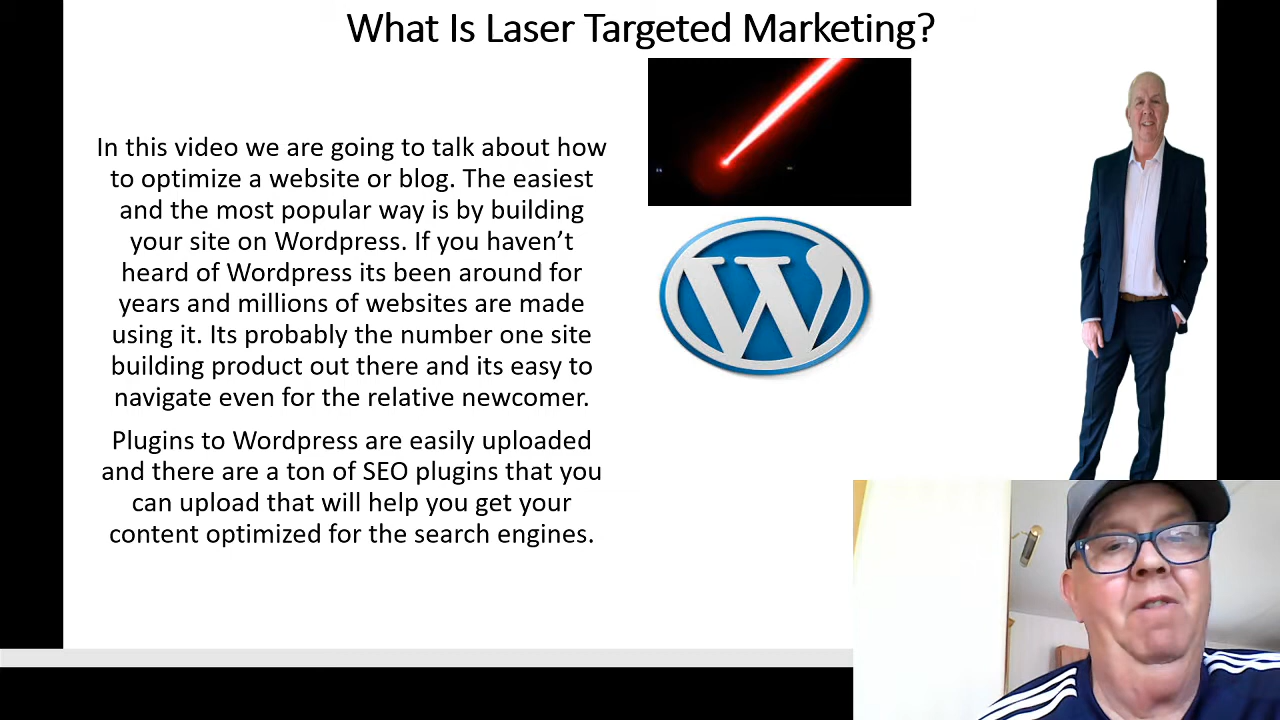 What Is Laser Targeted Marketing?
In this video we are going to talk about how
to optimize a website or blog. The easiest
and the most popular way is by building
your site on Wordpress. If you haven’t
heard of Wordpress its been around for
years and millions of websites are made
using it. Its probably the number one site
building product out there and its easy to
navigate even for the relative newcomer.
Plugins to Wordpress are easily uploaded
and there are a ton of SEO plugins that you
can upload that will help you get your
content optimized for the search engines.
W